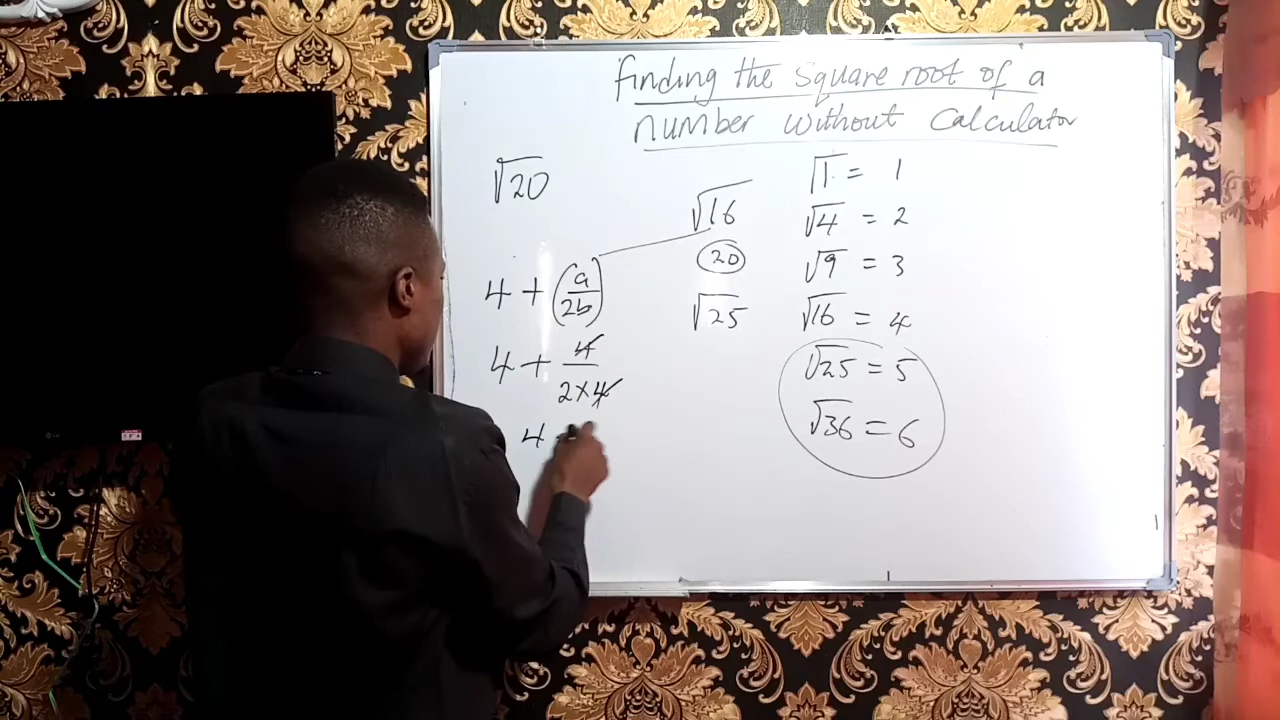 Finding the Square root of a
number without Calculator
√20
4 + (a/2b)
4 + 4/2×4
4
√16
20
√25
√1 = 1
√4 = 2
√9 = 3
√16 = 4
√25 = 5
√36 = 6
LG